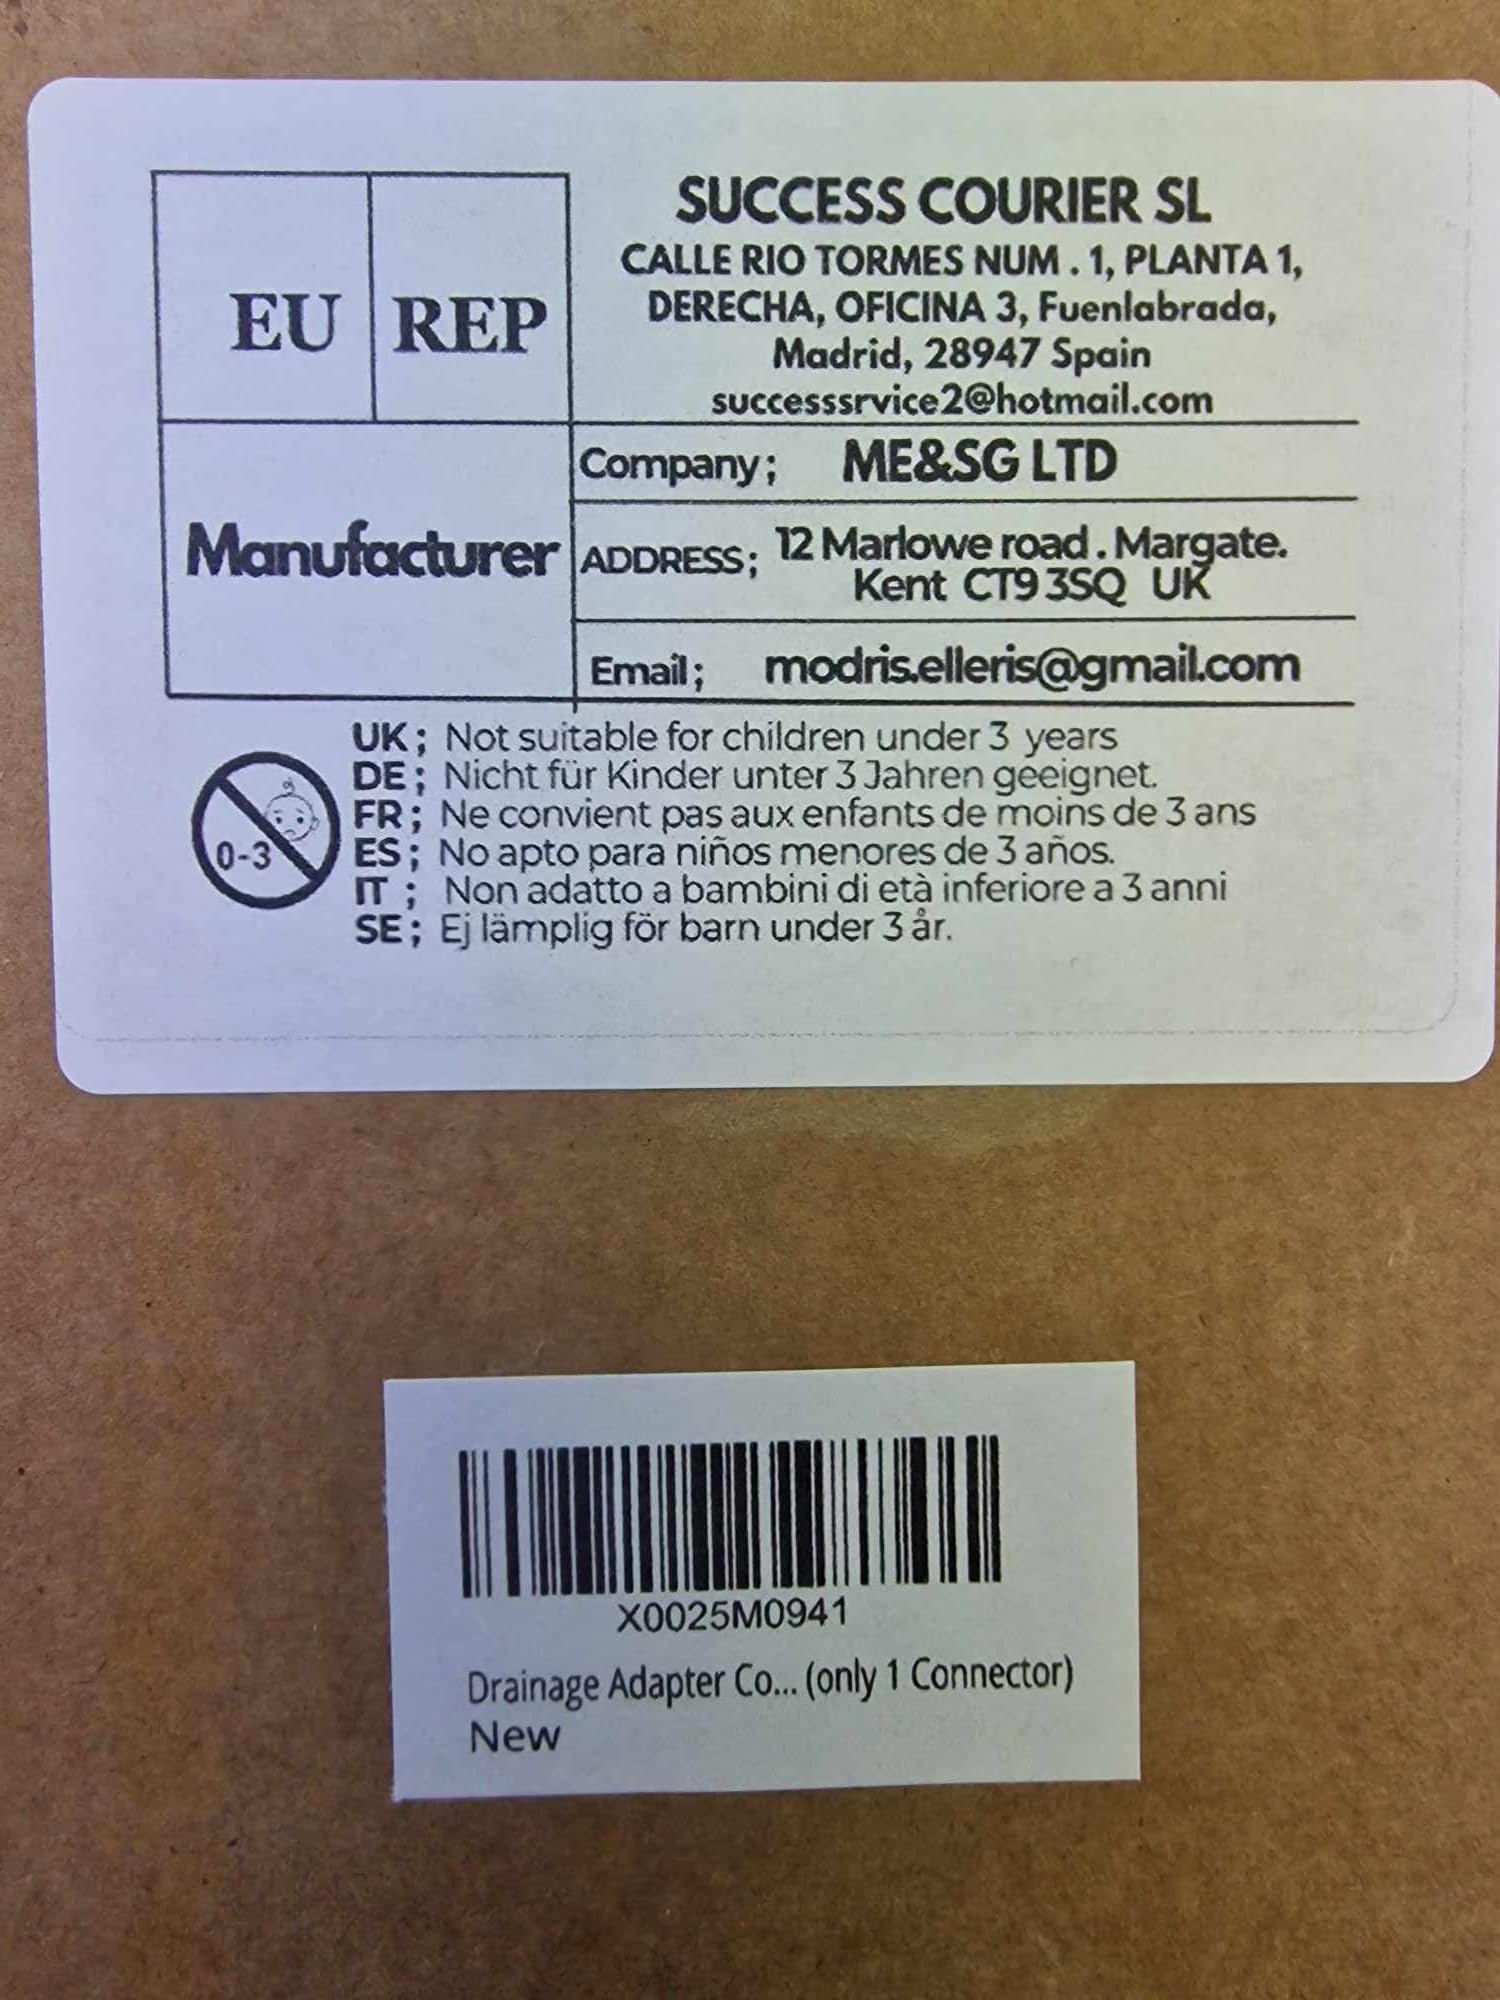 EU REP
SUCCESS COURIER SL
CALLE RIO TORMES NUM . 1, PLANTA 1,
DERECHA, OFICINA 3, Fuenlabrada,
Madrid, 28947 Spain
successsrvice2@hotmail.com
Manufacturer
Company; ME&SG LTD
ADDRESS; 12 Marlowe road . Margate.
Kent CT9 3SQ UK
Email; modris.elleris@gmail.com
0-3
UK; Not suitable for children under 3 years
DE; Nicht für Kinder unter 3 Jahren geeignet.
FR; Ne convient pas aux enfants de moins de 3 ans
ES; No apto para niños menores de 3 años.
IT ; Non adatto a bambini di età inferiore a 3 anni
SE; Ej lämplig för barn under 3 år.
X0025M0941
Drainage Adapter Co... (only 1 Connector)
New